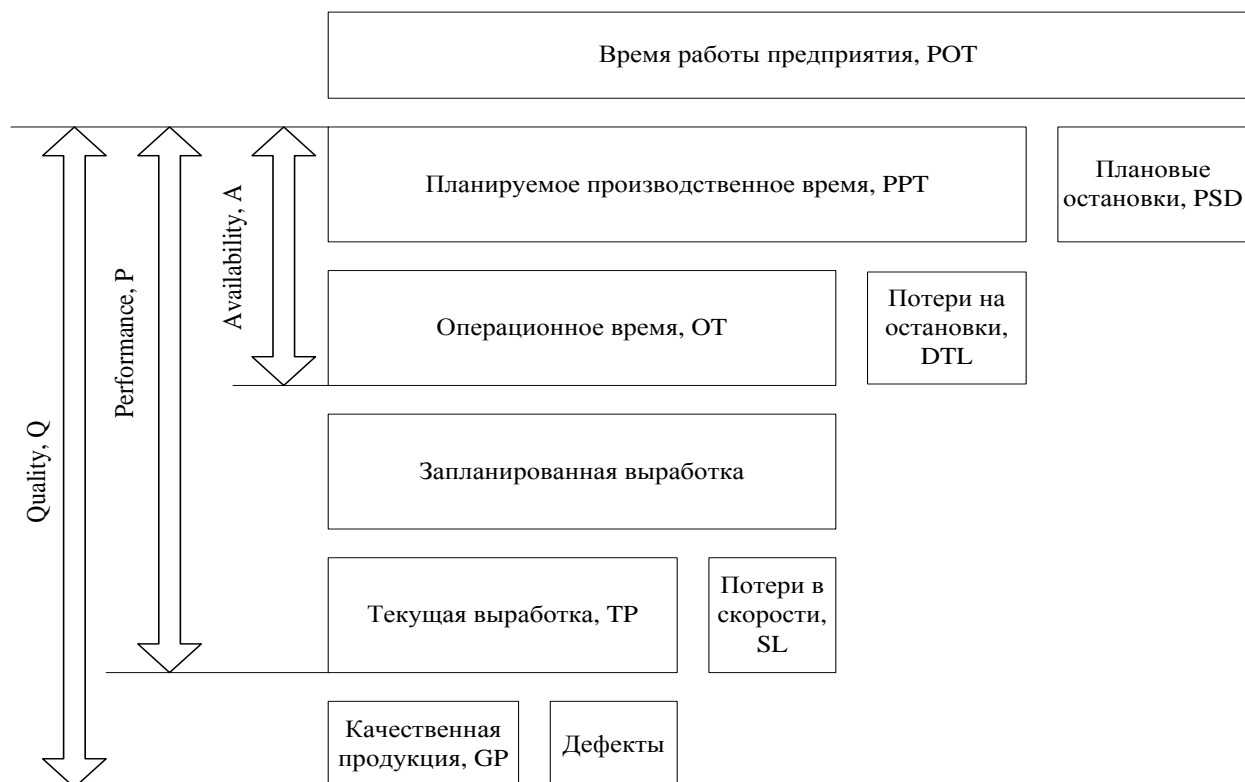 Время работы предприятия, POT
Планируемое производственное время, PPT
Плановые
остановки, PSD
Availability, A
Performance, P
Quality, Q
Операционное время, OT
Потери на
остановки,
DTL
Запланированная выработка
Текущая выработка, TP
Потери в
скорости,
SL
Качественная
продукция, GP
Дефекты